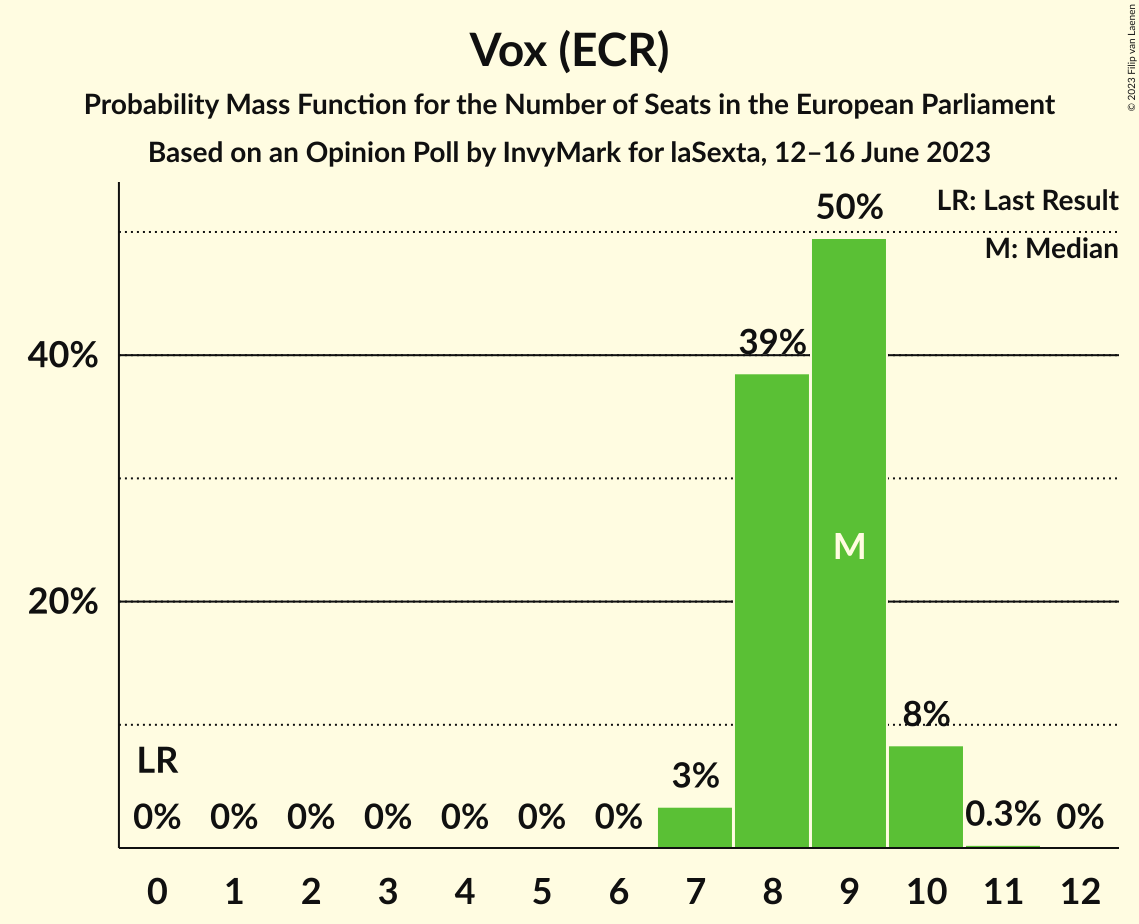 Vox (ECR)
Probability Mass Function for the Number of Seats in the European Parliament
Based on an Opinion Poll by InvyMark for laSexta, 12–16 June 2023
© 2023 Filip van Laenen
LR: Last Result
M: Median
50%
39%
40%
M
20%
8%
LR
3%
0% 0% 0% 0% 0% 0% 0% 0.3% 0%
0 1 2 3 4 5 6 7 8 9 10 11 12